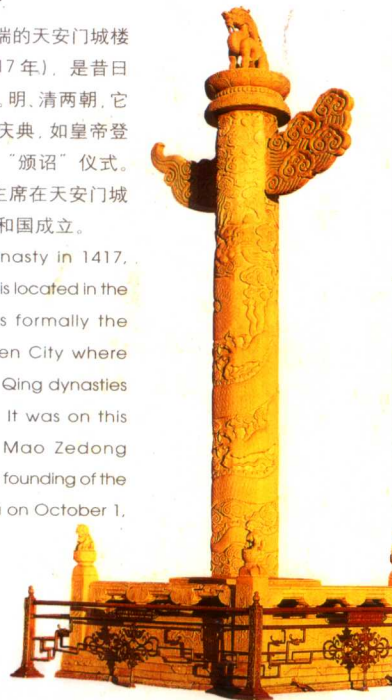 端的天安门城楼
17年），是昔日
明、清两朝，它
庆典，如皇帝登
“颁诏”仪式。
主席在天安门城
和国成立。
nasty in 1417,
is located in the
s formally the
en City where
Qing dynasties
It was on this
Mao Zedong
founding of the
on October 1,